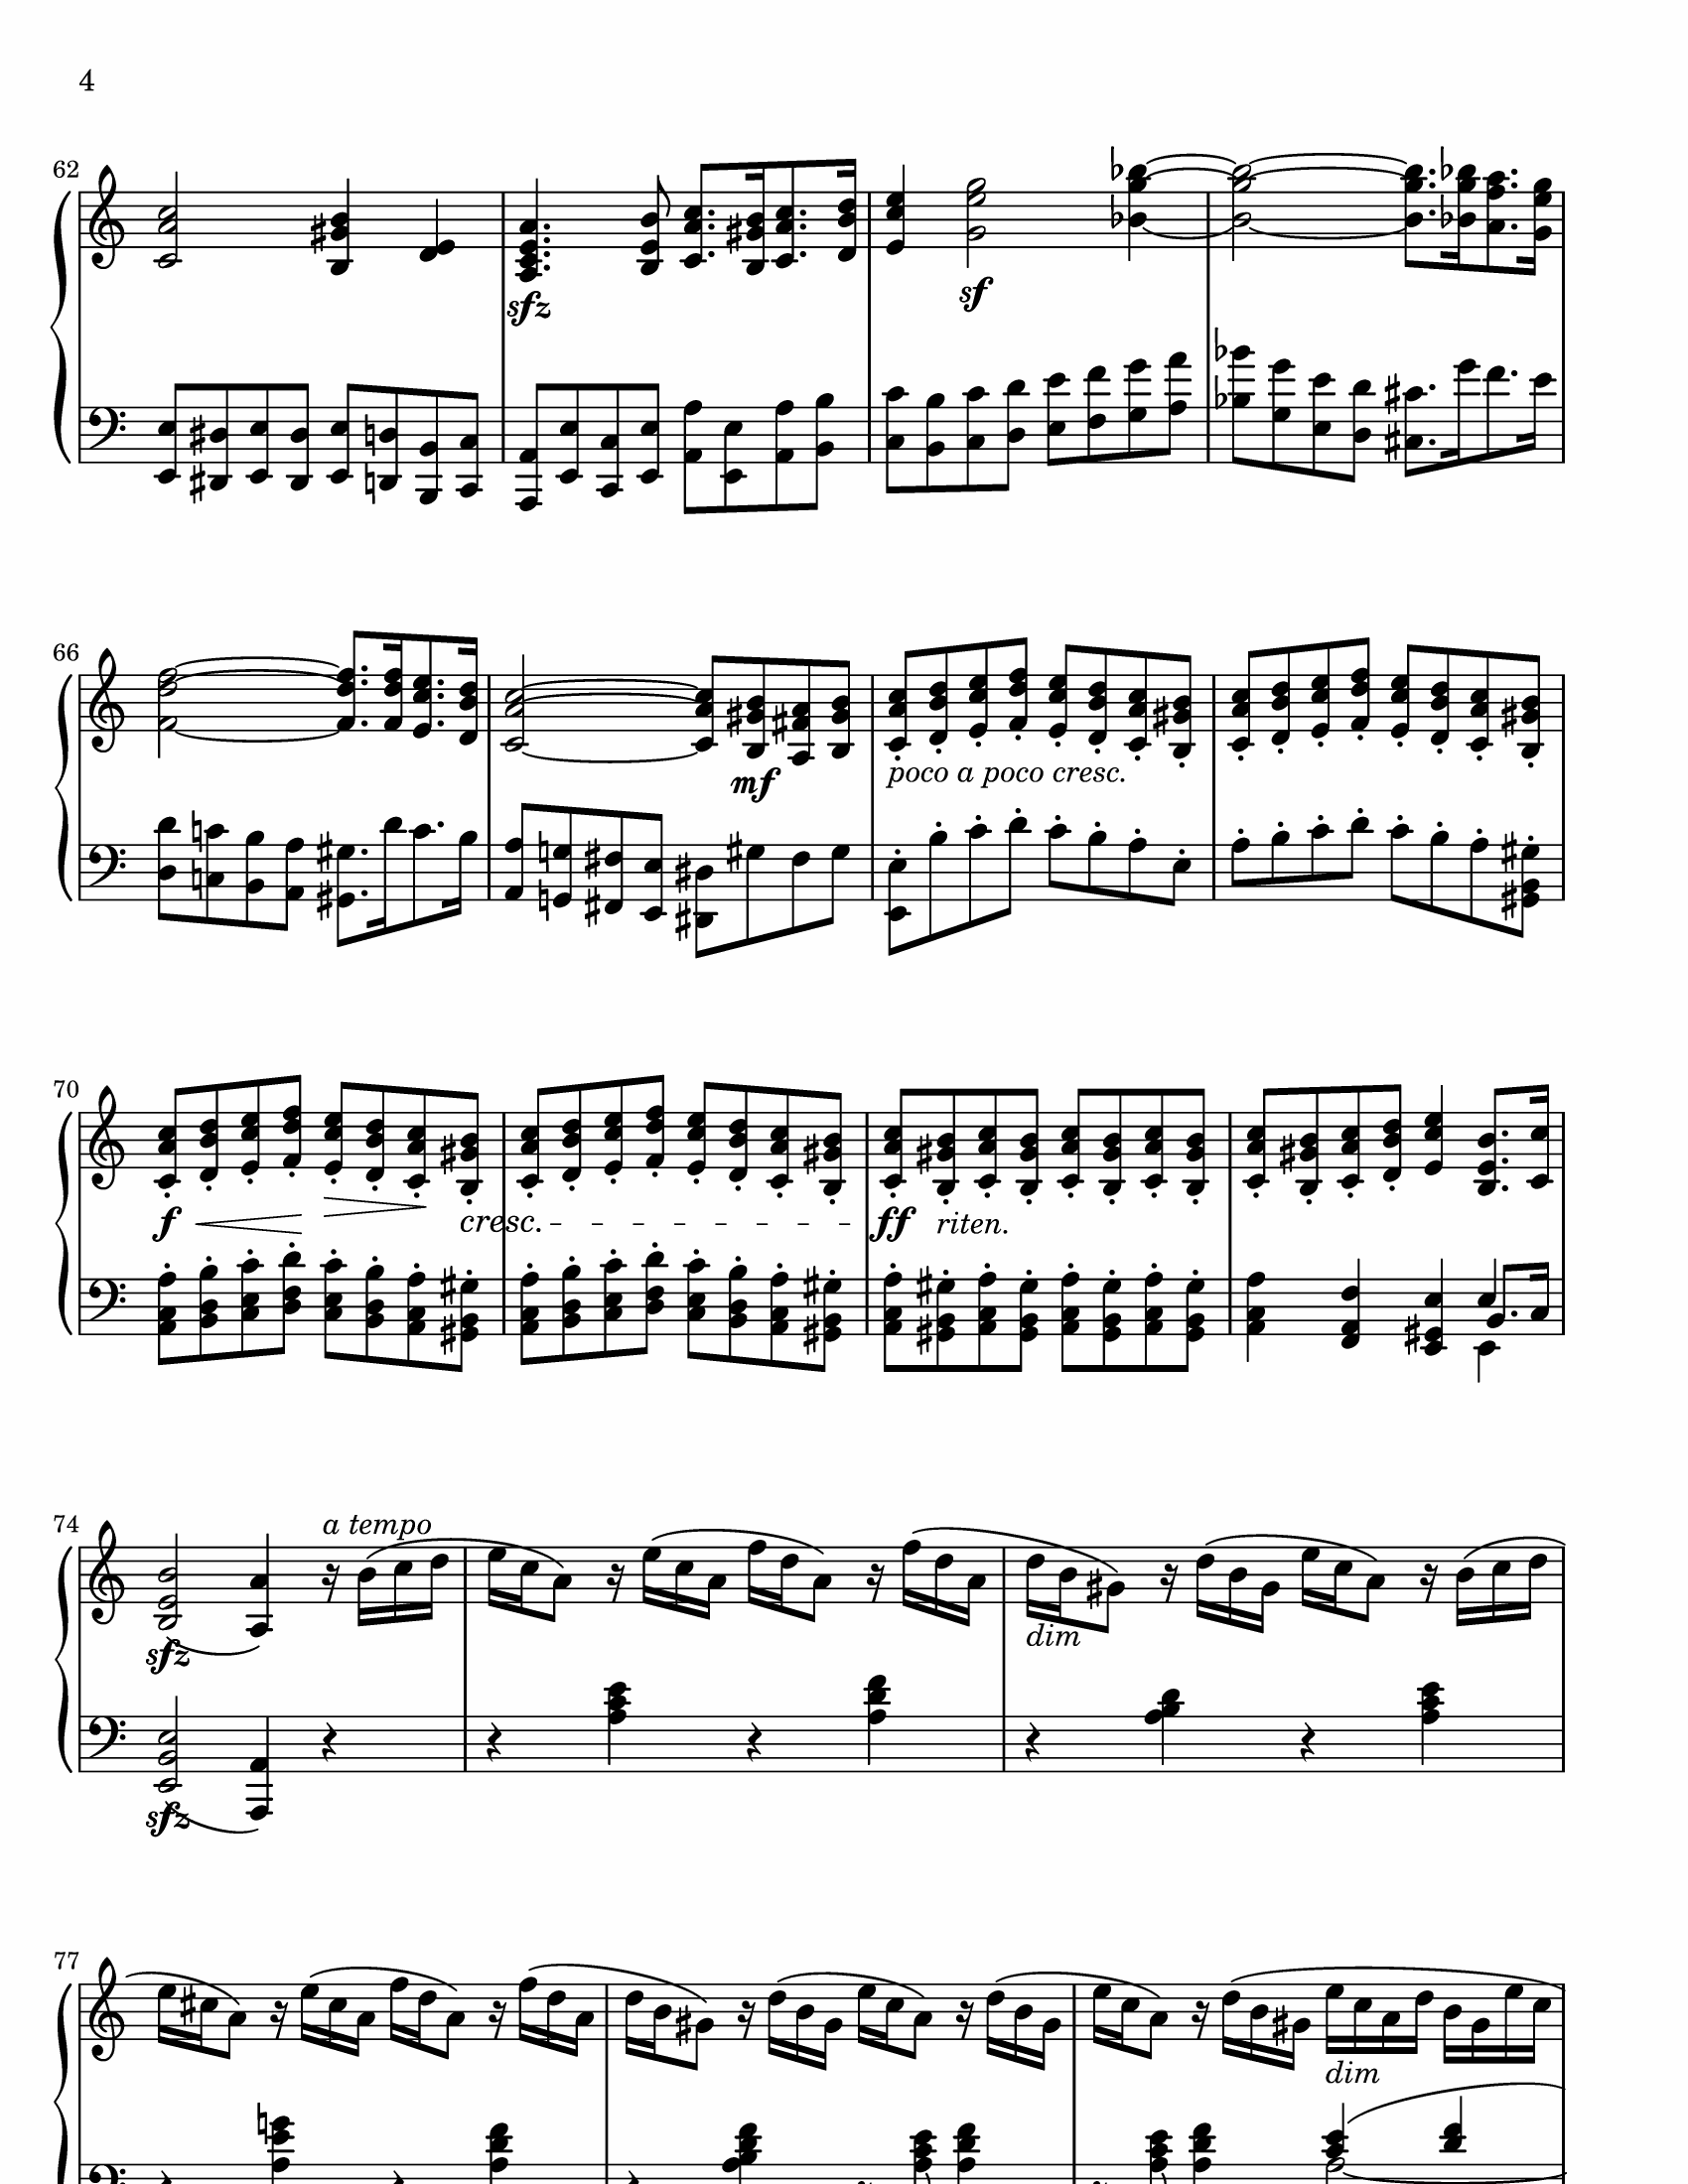 4
62
sfz
sf
66
mf
poco a poco cresc.
70
f
cresc.
ff
riten.
74
a tempo
sfz
dim
sfz
77
dim